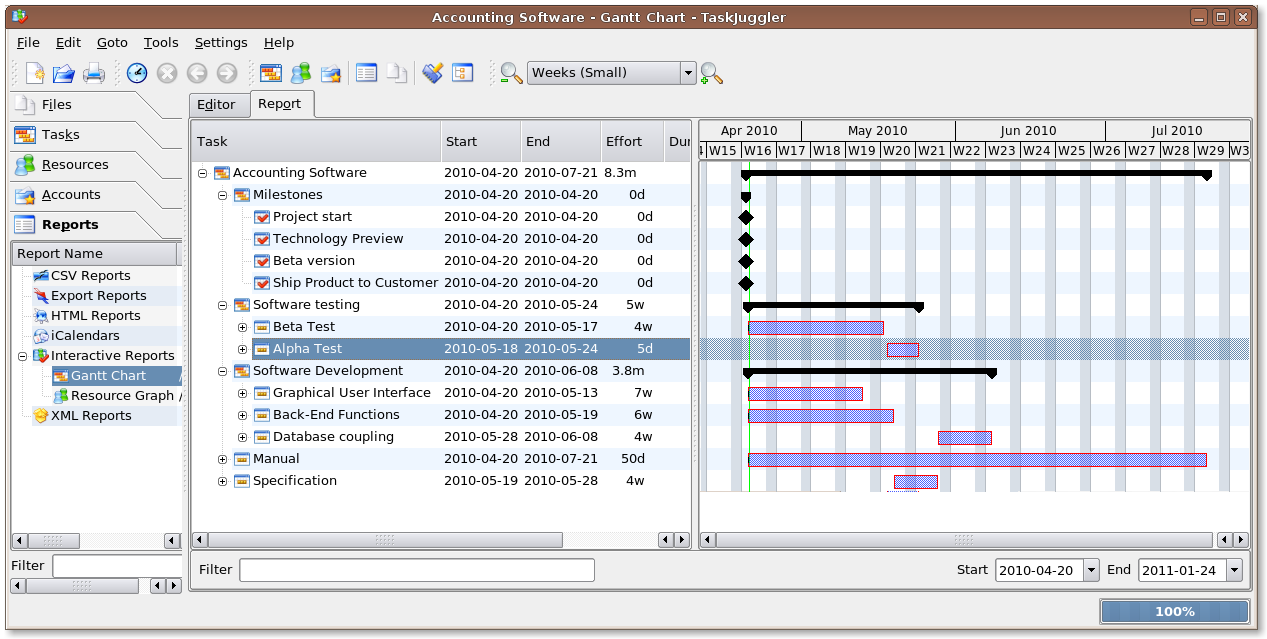 Accounting Software - Gantt Chart - TaskJuggler
File Edit Goto Tools Settings Help
Weeks (Small)
Files
Tasks
Resources
Accounts
Reports
Report Name
CSV Reports
Export Reports
HTML Reports
iCalendars
Interactive Reports
Gantt Chart /
Resource Graph /
XML Reports
Filter
Editor Report
Task Start End Effort Dur
Accounting Software 2010-04-20 2010-07-21 8.3m
Milestones 2010-04-20 2010-04-20 0d
Project start 2010-04-20 2010-04-20 0d
Technology Preview 2010-04-20 2010-04-20 0d
Beta version 2010-04-20 2010-04-20 0d
Ship Product to Customer 2010-04-20 2010-04-20 0d
Software testing 2010-04-20 2010-05-24 5w
Beta Test 2010-04-20 2010-05-17 4w
Alpha Test 2010-05-18 2010-05-24 5d
Software Development 2010-04-20 2010-06-08 3.8m
Graphical User Interface 2010-04-20 2010-05-13 7w
Back-End Functions 2010-04-20 2010-05-19 6w
Database coupling 2010-05-28 2010-06-08 4w
Manual 2010-04-20 2010-07-21 50d
Specification 2010-05-19 2010-05-28 4w
Apr 2010 May 2010 Jun 2010 Jul 2010
4 W15 W16 W17 W18 W19 W20 W21 W22 W23 W24 W25 W26 W27 W28 W29 W3
Filter Start 2010-04-20 End 2011-01-24
100%